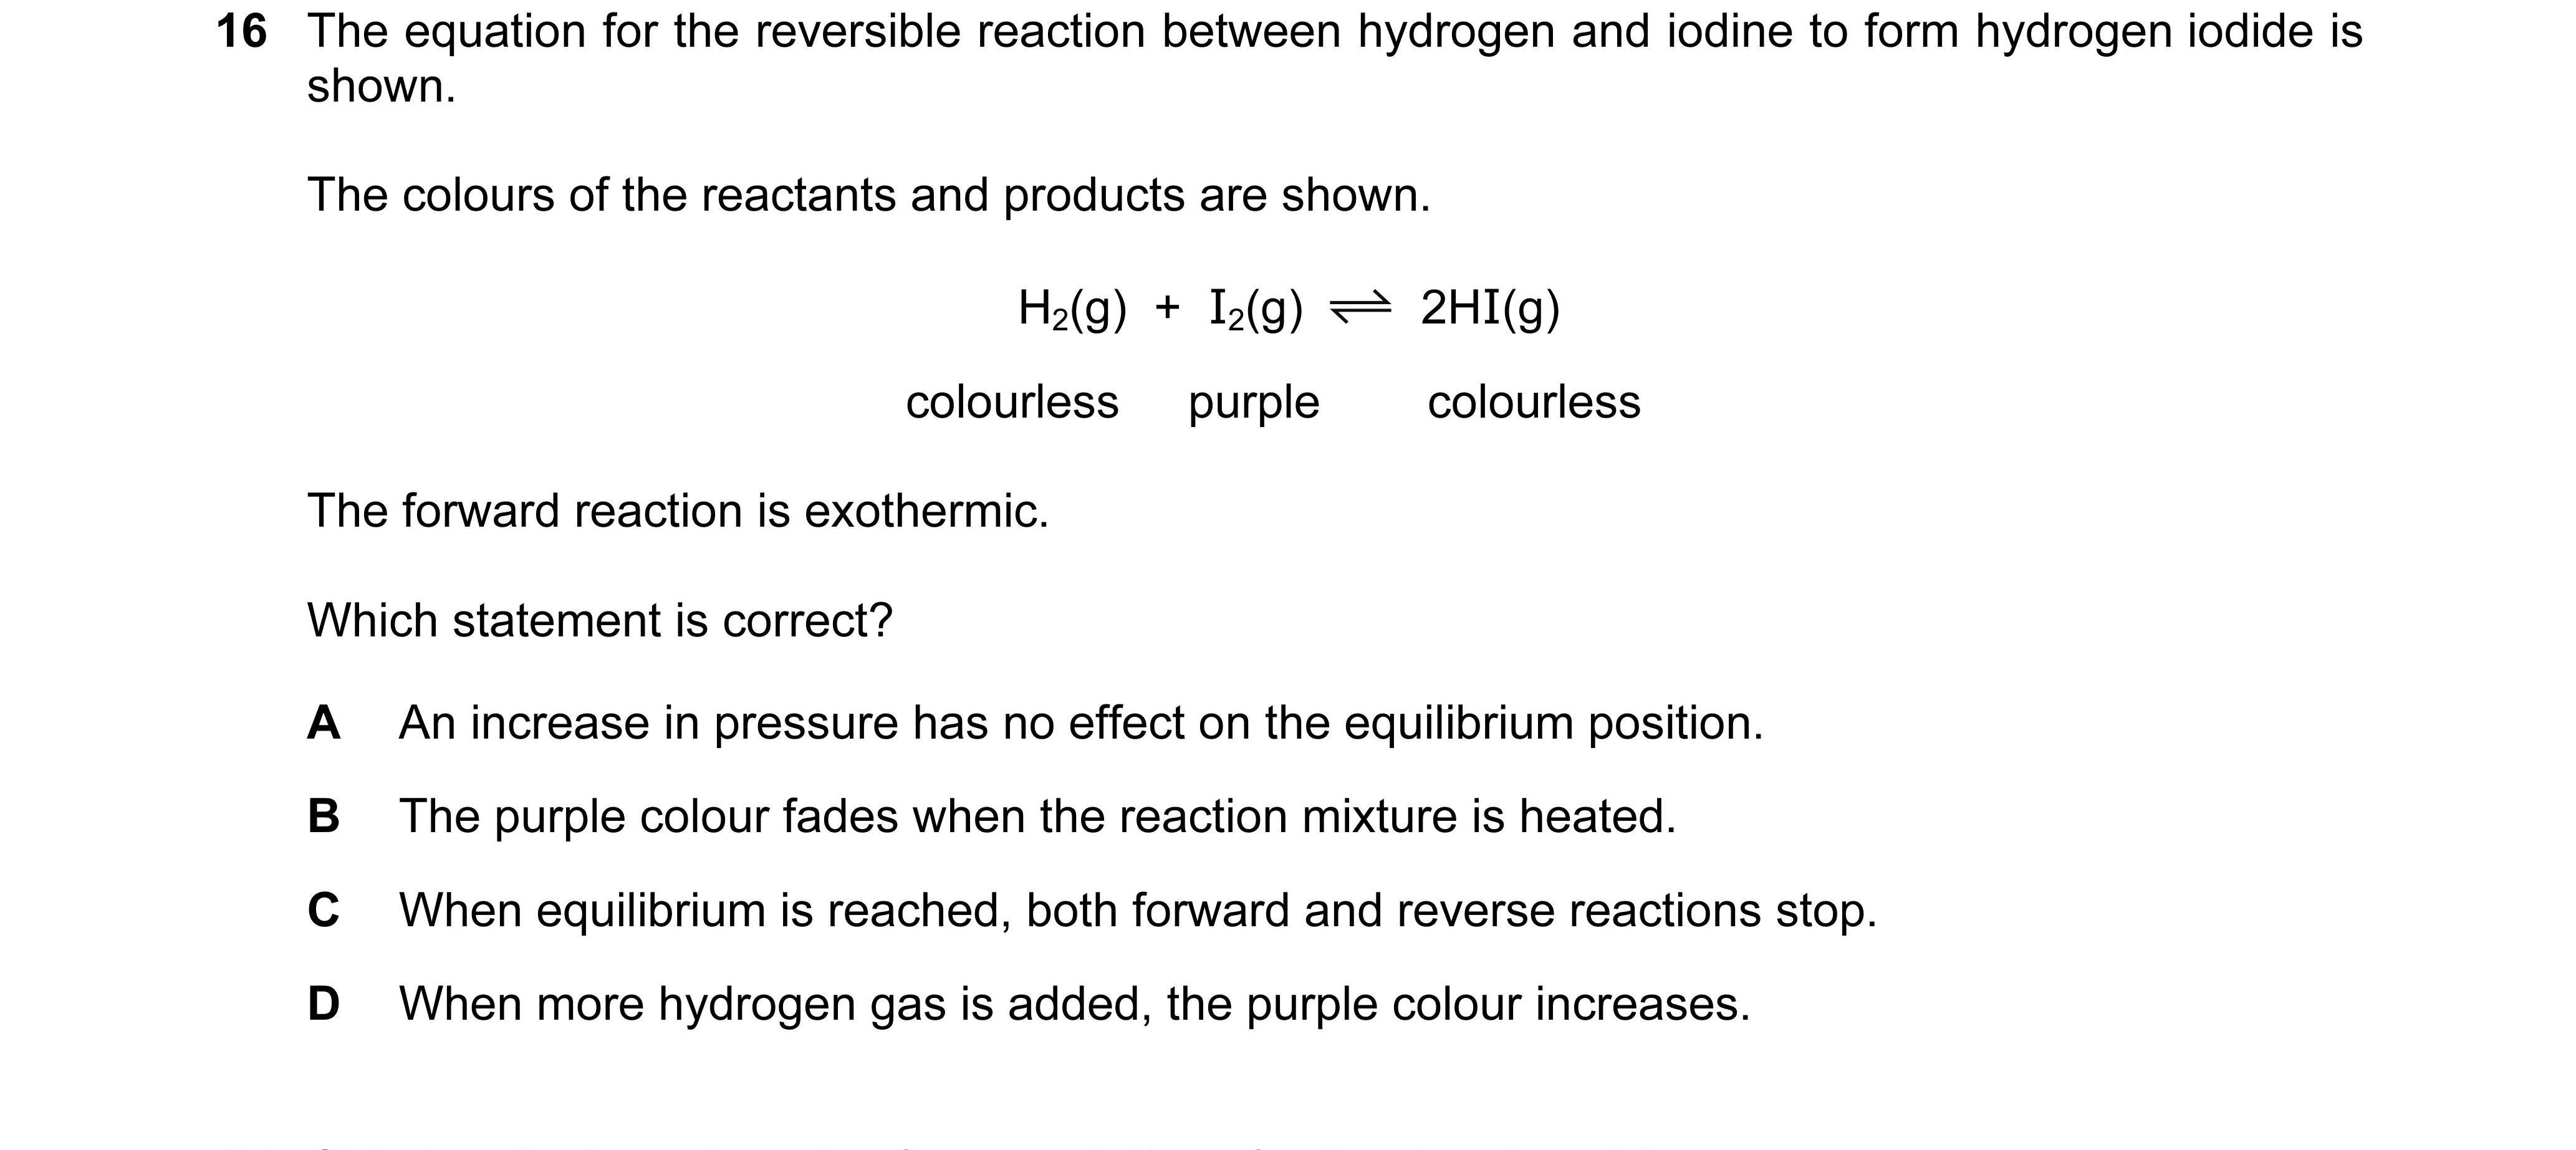 16 The equation for the reversible reaction between hydrogen and iodine to form hydrogen iodide is
shown.
The colours of the reactants and products are shown.
H₂(g) + I₂(g) ⇌ 2HI(g)
colourless purple colourless
The forward reaction is exothermic.
Which statement is correct?
A An increase in pressure has no effect on the equilibrium position.
B The purple colour fades when the reaction mixture is heated.
C When equilibrium is reached, both forward and reverse reactions stop.
D When more hydrogen gas is added, the purple colour increases.